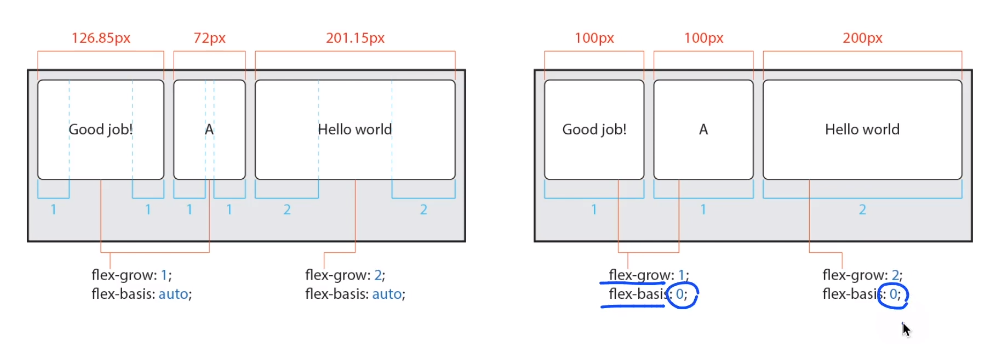 126.85px 72px 201.15px
100px 100px 200px
Good job! A Hello world
Good job! A Hello world
1 1 1 1 2 2
1 1 2
flex-grow: 1;
flex-basis: auto;
flex-grow: 2;
flex-basis: auto;
flex-grow: 1;
flex-basis: 0;
flex-grow: 2;
flex-basis: 0;